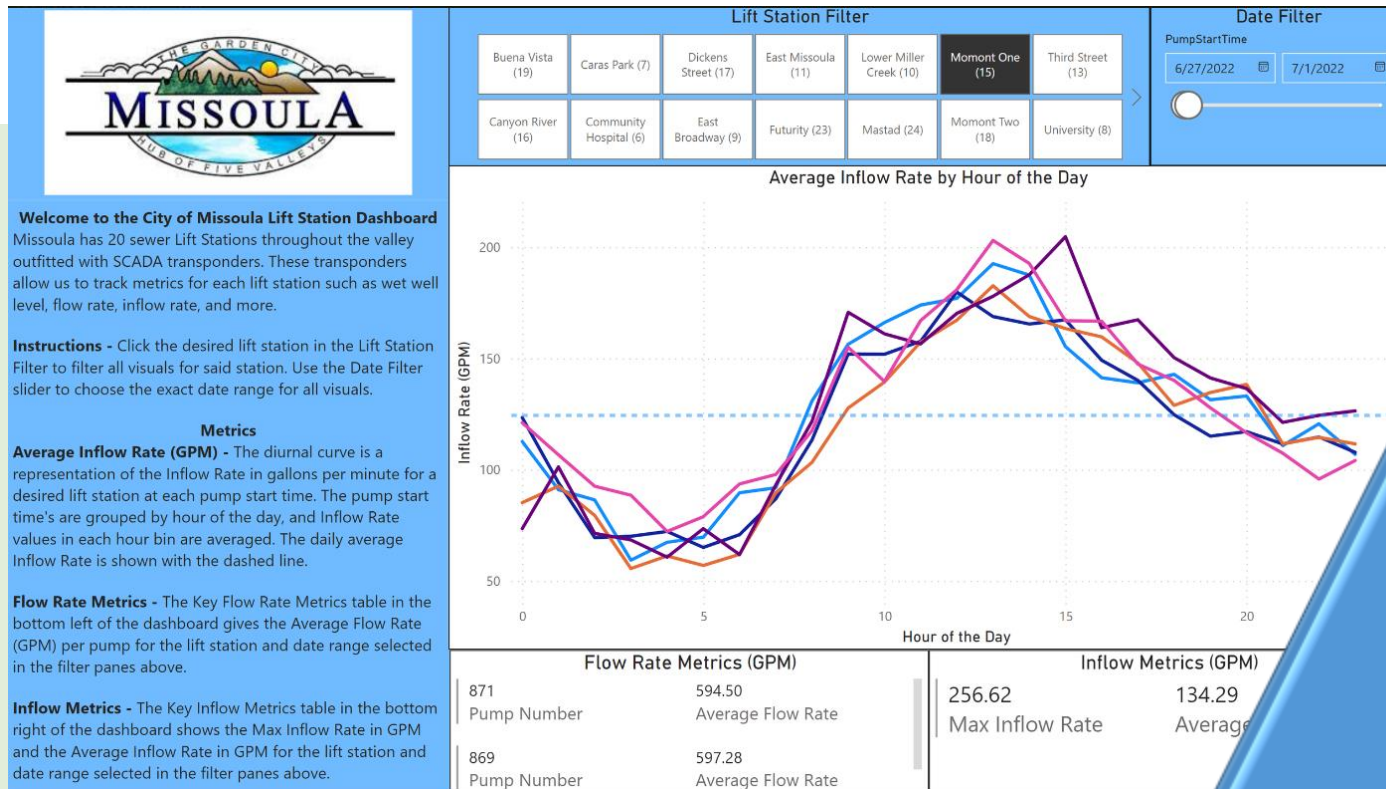 THE GARDEN CITY
MISSOULA
HUB OF FIVE VALLEYS
Welcome to the City of Missoula Lift Station Dashboard
Missoula has 20 sewer Lift Stations throughout the valley
outfitted with SCADA transponders. These transponders
allow us to track metrics for each lift station such as wet well
level, flow rate, inflow rate, and more.
Instructions - Click the desired lift station in the Lift Station
Filter to filter all visuals for said station. Use the Date Filter
slider to choose the exact date range for all visuals.
Metrics
Average Inflow Rate (GPM) - The diurnal curve is a
representation of the Inflow Rate in gallons per minute for a
desired lift station at each pump start time. The pump start
time's are grouped by hour of the day, and Inflow Rate
values in each hour bin are averaged. The daily average
Inflow Rate is shown with the dashed line.
Flow Rate Metrics - The Key Flow Rate Metrics table in the
bottom left of the dashboard gives the Average Flow Rate
(GPM) per pump for the lift station and date range selected
in the filter panes above.
Inflow Metrics - The Key Inflow Metrics table in the bottom
right of the dashboard shows the Max Inflow Rate in GPM
and the Average Inflow Rate in GPM for the lift station and
date range selected in the filter panes above.
Lift Station Filter
Buena Vista
(19)
Caras Park (7)
Dickens
Street (17)
East Missoula
(11)
Lower Miller
Creek (10)
Momont One
(15)
Third Street
(13)
Canyon River
(16)
Community
Hospital (6)
East
Broadway (9)
Futurity (23)
Mastad (24)
Momont Two
(18)
University (8)
Date Filter
PumpStartTime
6/27/2022
7/1/2022
Average Inflow Rate by Hour of the Day
Inflow Rate (GPM)
200
150
100
50
0
5
10
15
20
Hour of the Day
Flow Rate Metrics (GPM)
871
594.50
Pump Number
Average Flow Rate
869
597.28
Pump Number
Average Flow Rate
Inflow Metrics (GPM)
256.62
134.29
Max Inflow Rate
Average